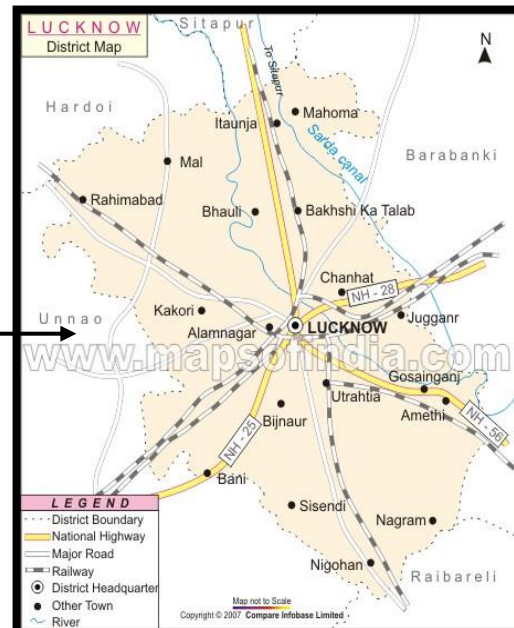 LUCKNOW
District Map
Sitapur
To Sitapur
N
Hardoi
Mahoma
Itaunja
Sarda canal
Barabanki
Mal
Rahimabad
Bhauli
Bakhshi Ka Talab
Chanhat
NH - 28
Unnao
Kakori
Jugganr
Alamnagar
LUCKNOW
www.mapsofindia.com
Gosainganj
Utrahtia
Amethi
Bijnaur
NH - 56
NH - 25
Bani
Sisendi
Nagram
Nigohan
Raibareli
LEGEND
District Boundary
National Highway
Major Road
Railway
District Headquarter
Other Town
River
Map not to Scale
Copyright © 2007 Compare Infobase Limited